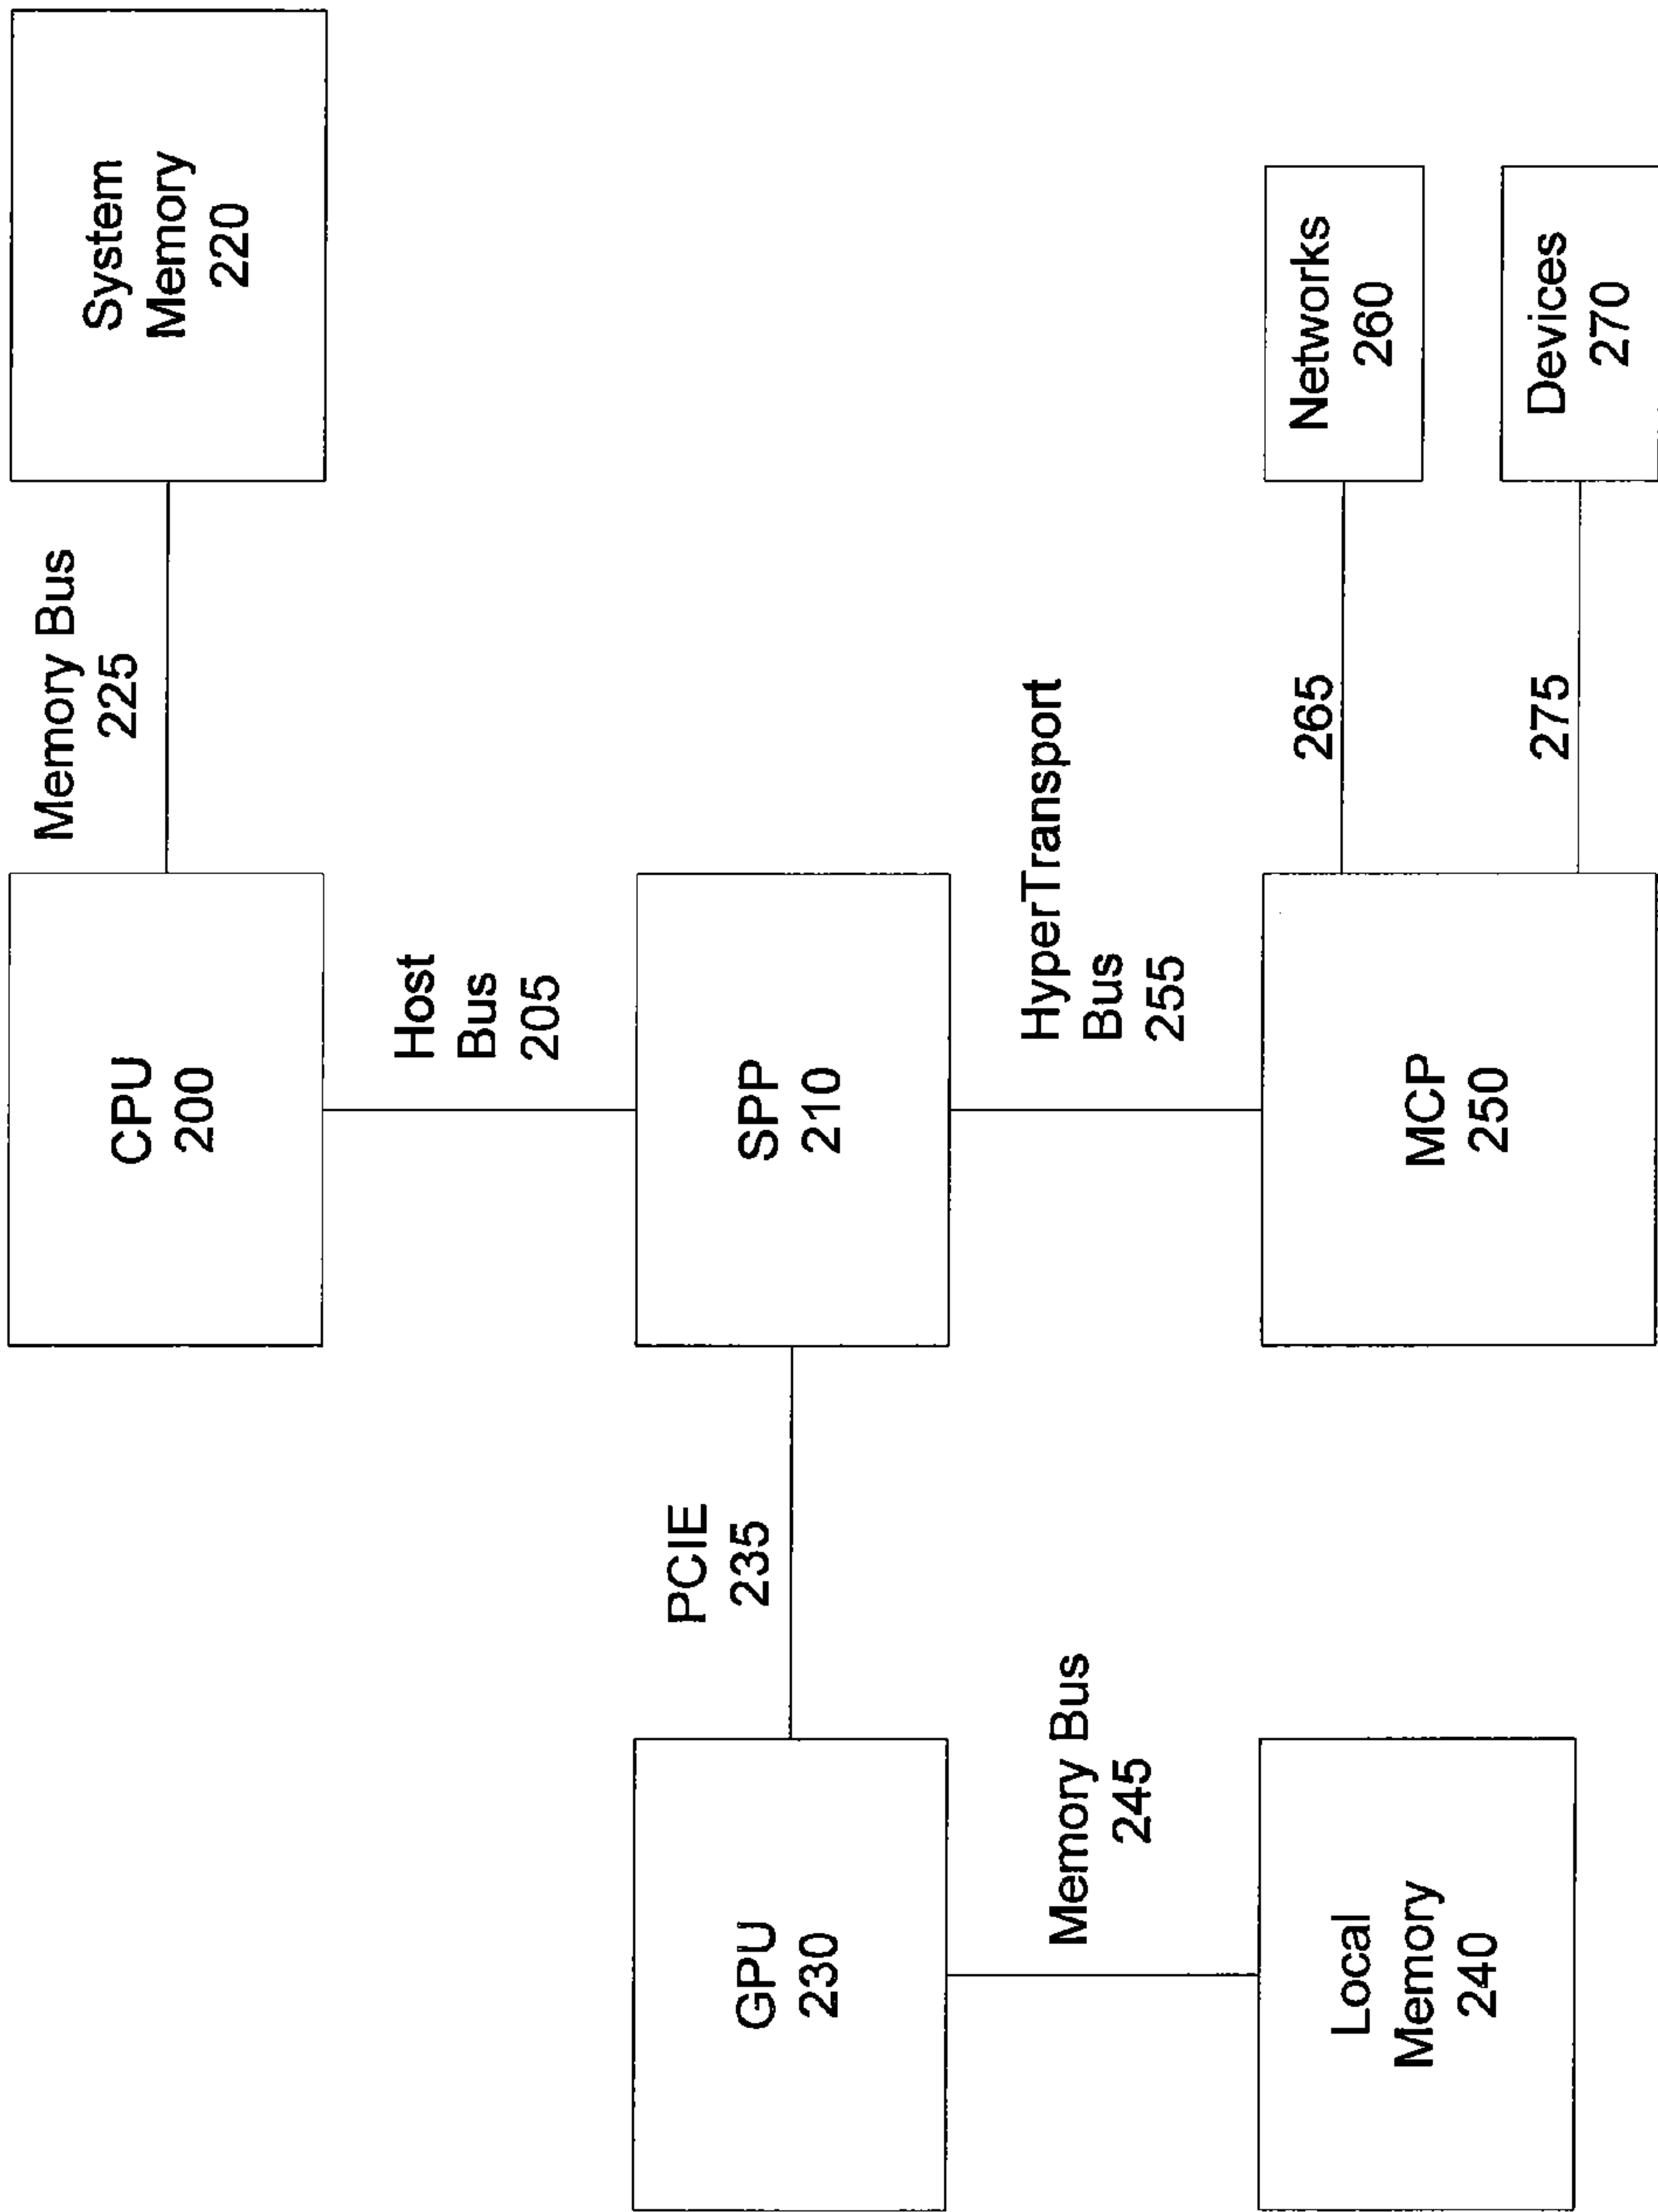 CPU
200
Memory Bus
225
System
Memory
220
Host
Bus
205
GPU
230
PCIE
235
SPP
210
Memory Bus
245
HyperTransport
Bus
255
Local
Memory
240
MCP
250
265
Networks
260
275
Devices
270